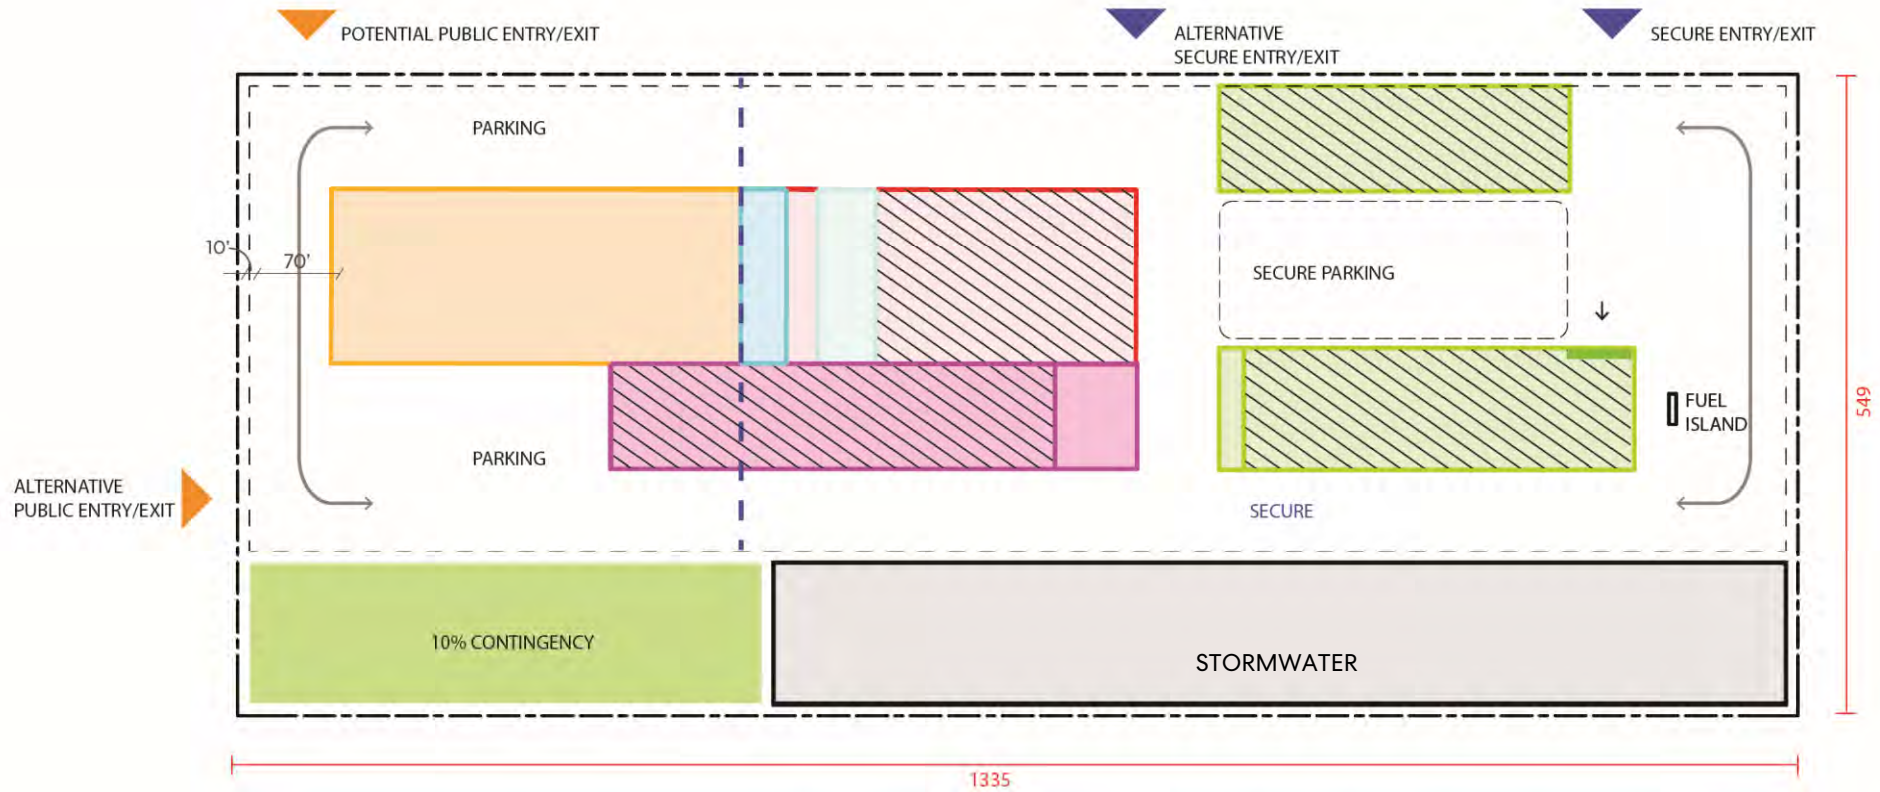 POTENTIAL PUBLIC ENTRY/EXIT
ALTERNATIVE
SECURE ENTRY/EXIT
SECURE ENTRY/EXIT
PARKING
10'
70'
SECURE PARKING
FUEL
ISLAND
549
PARKING
ALTERNATIVE
PUBLIC ENTRY/EXIT
SECURE
10% CONTINGENCY
STORMWATER
1335